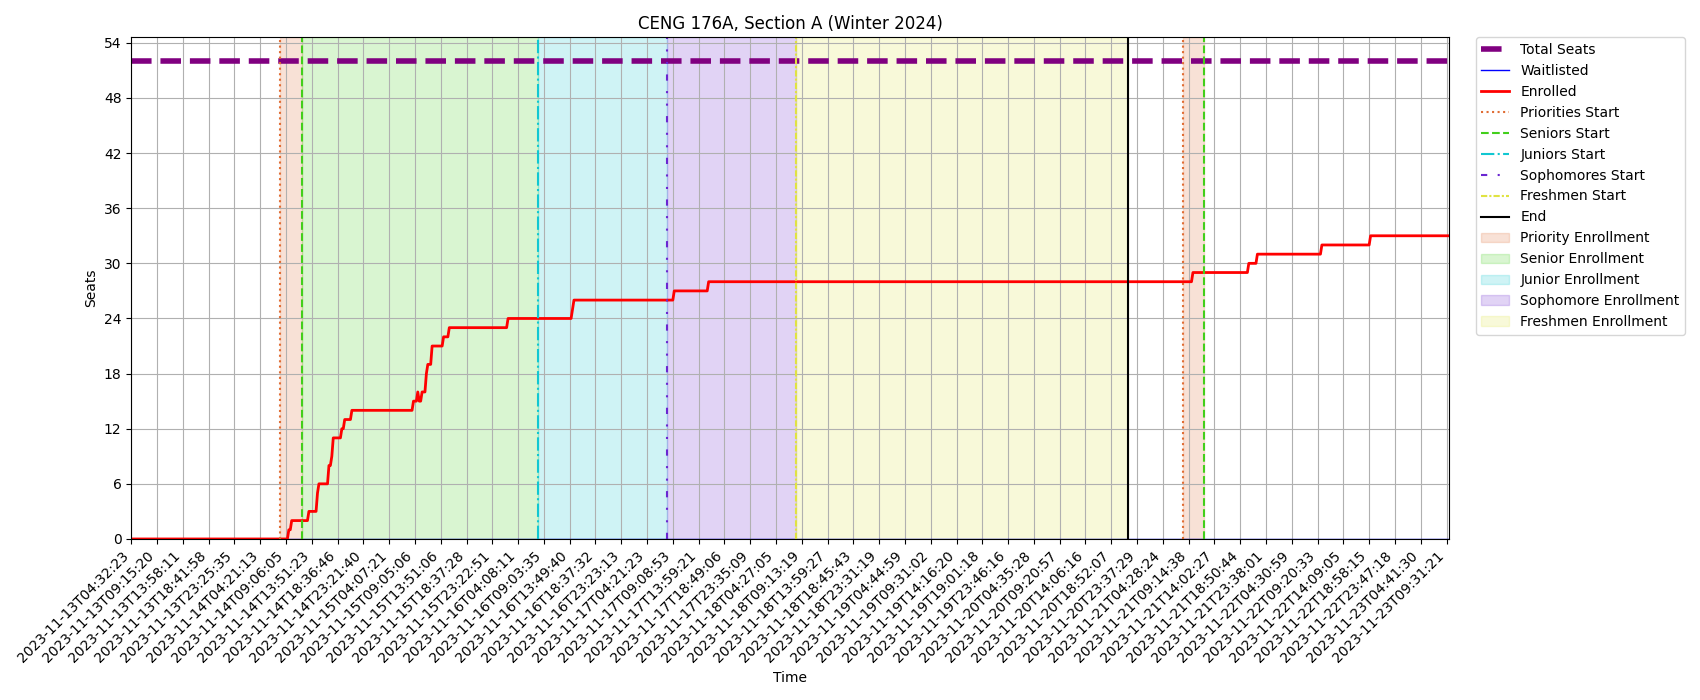 CENG 176A, Section A (Winter 2024)
54
48
42
36
30
24
18
12
6
0
Seats
2023-11-13T04:32:23
2023-11-13T09:15:20
2023-11-13T13:58:11
2023-11-13T18:41:58
2023-11-13T23:25:35
2023-11-14T04:21:13
2023-11-14T09:06:05
2023-11-14T13:51:23
2023-11-14T18:36:46
2023-11-14T23:21:40
2023-11-15T04:07:21
2023-11-15T09:05:06
2023-11-15T13:51:06
2023-11-15T18:37:28
2023-11-15T23:22:51
2023-11-16T04:08:11
2023-11-16T09:03:35
2023-11-16T13:49:40
2023-11-16T18:37:32
2023-11-16T23:23:13
2023-11-17T04:21:23
2023-11-17T09:08:53
2023-11-17T13:59:21
2023-11-17T18:49:06
2023-11-17T23:35:09
2023-11-18T04:27:05
2023-11-18T09:13:19
2023-11-18T13:59:27
2023-11-18T18:45:43
2023-11-18T23:31:19
2023-11-19T04:44:59
2023-11-19T09:31:02
2023-11-19T14:16:20
2023-11-19T19:01:18
2023-11-19T23:46:16
2023-11-20T04:35:28
2023-11-20T09:20:57
2023-11-20T14:06:16
2023-11-20T18:52:07
2023-11-20T23:37:29
2023-11-21T04:28:24
2023-11-21T09:14:38
2023-11-21T14:02:27
2023-11-21T18:50:44
2023-11-21T23:38:01
2023-11-22T04:30:59
2023-11-22T09:20:33
2023-11-22T14:09:05
2023-11-22T18:58:15
2023-11-22T23:47:18
2023-11-23T04:41:30
2023-11-23T09:31:21
Time
Total Seats
Waitlisted
Enrolled
Priorities Start
Seniors Start
Juniors Start
Sophomores Start
Freshmen Start
End
Priority Enrollment
Senior Enrollment
Junior Enrollment
Sophomore Enrollment
Freshmen Enrollment